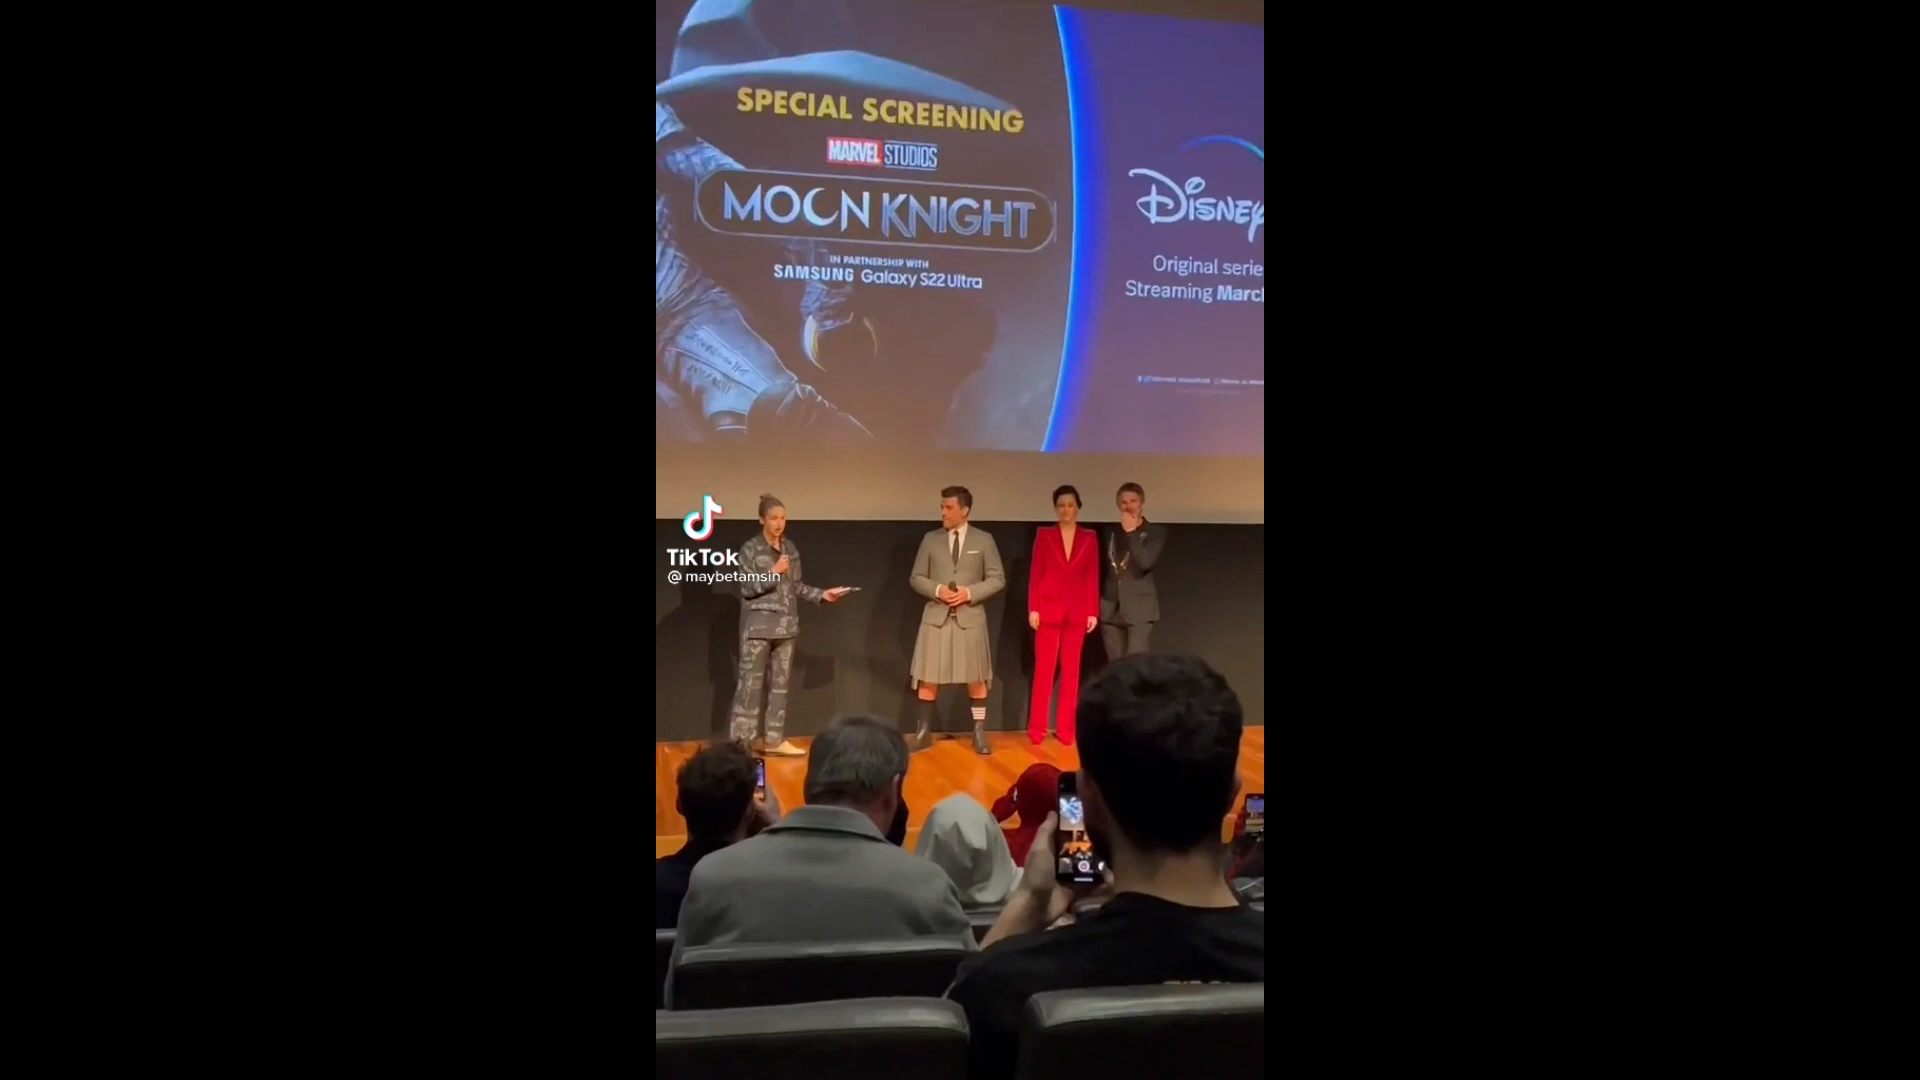 SPECIAL SCREENING
MARVEL STUDIOS
MOON KNIGHT
IN PARTNERSHIP WITH
SAMSUNG Galaxy S22 Ultra
DISNEY
Original serie
Streaming Marc
TikTok
@maybetamsin